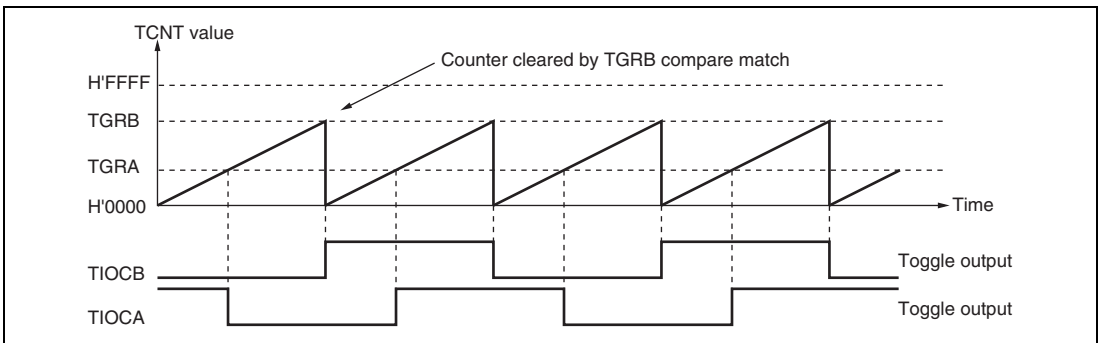 TCNT value
Counter cleared by TGRB compare match
H'FFFF
TGRB
TGRA
H'0000
Time
TIOCB
Toggle output
TIOCA
Toggle output